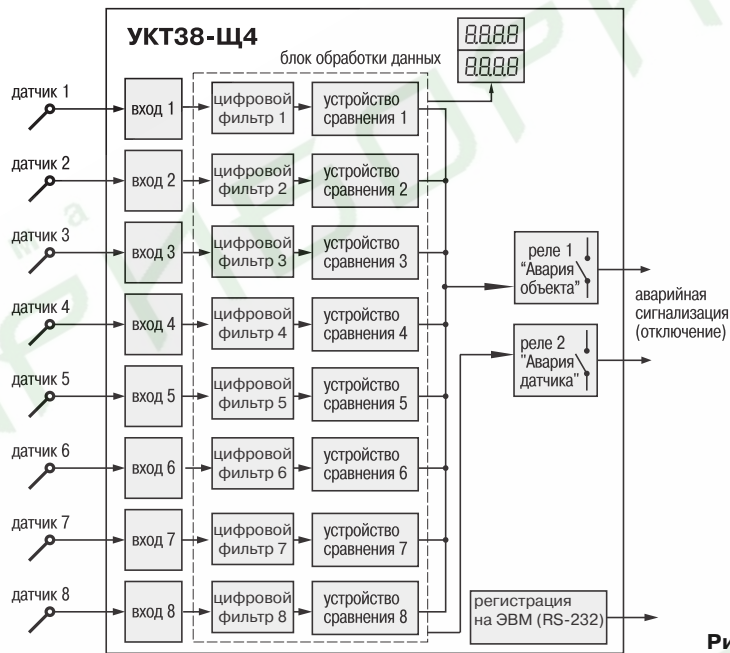 УКТ38-Щ4
8.8.8.8
8.8.8.8
блок обработки данных
датчик 1
вход 1
цифровой
фильтр 1
устройство
сравнения 1
датчик 2
вход 2
цифровой
фильтр 2
устройство
сравнения 2
датчик 3
вход 3
цифровой
фильтр 3
устройство
сравнения 3
датчик 4
вход 4
цифровой
фильтр 4
устройство
сравнения 4
датчик 5
вход 5
цифровой
фильтр 5
устройство
сравнения 5
датчик 6
вход 6
цифровой
фильтр 6
устройство
сравнения 6
датчик 7
вход 7
цифровой
фильтр 7
устройство
сравнения 7
датчик 8
вход 8
цифровой
фильтр 8
устройство
сравнения 8
реле 1
“Авария
объекта”
реле 2
"Авария
датчика"
аварийная
сигнализация
(отключение)
регистрация
на ЭВМ (RS-232)